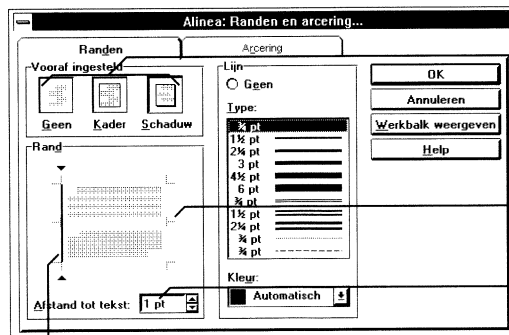 Alinea: Randen en arcering...
Randen
Arcering
Vooraf ingesteld
Geen Kader Schaduw
Rand
Afstand tot tekst: 1 pt
Lijn
Geen
Type:
¾ pt
1½ pt
2¼ pt
3 pt
4½ pt
6 pt
¾ pt
1½ pt
2¼ pt
¾ pt
¾ pt
Kleur:
Automatisch
OK
Annuleren
Werkbalk weergeven
Help